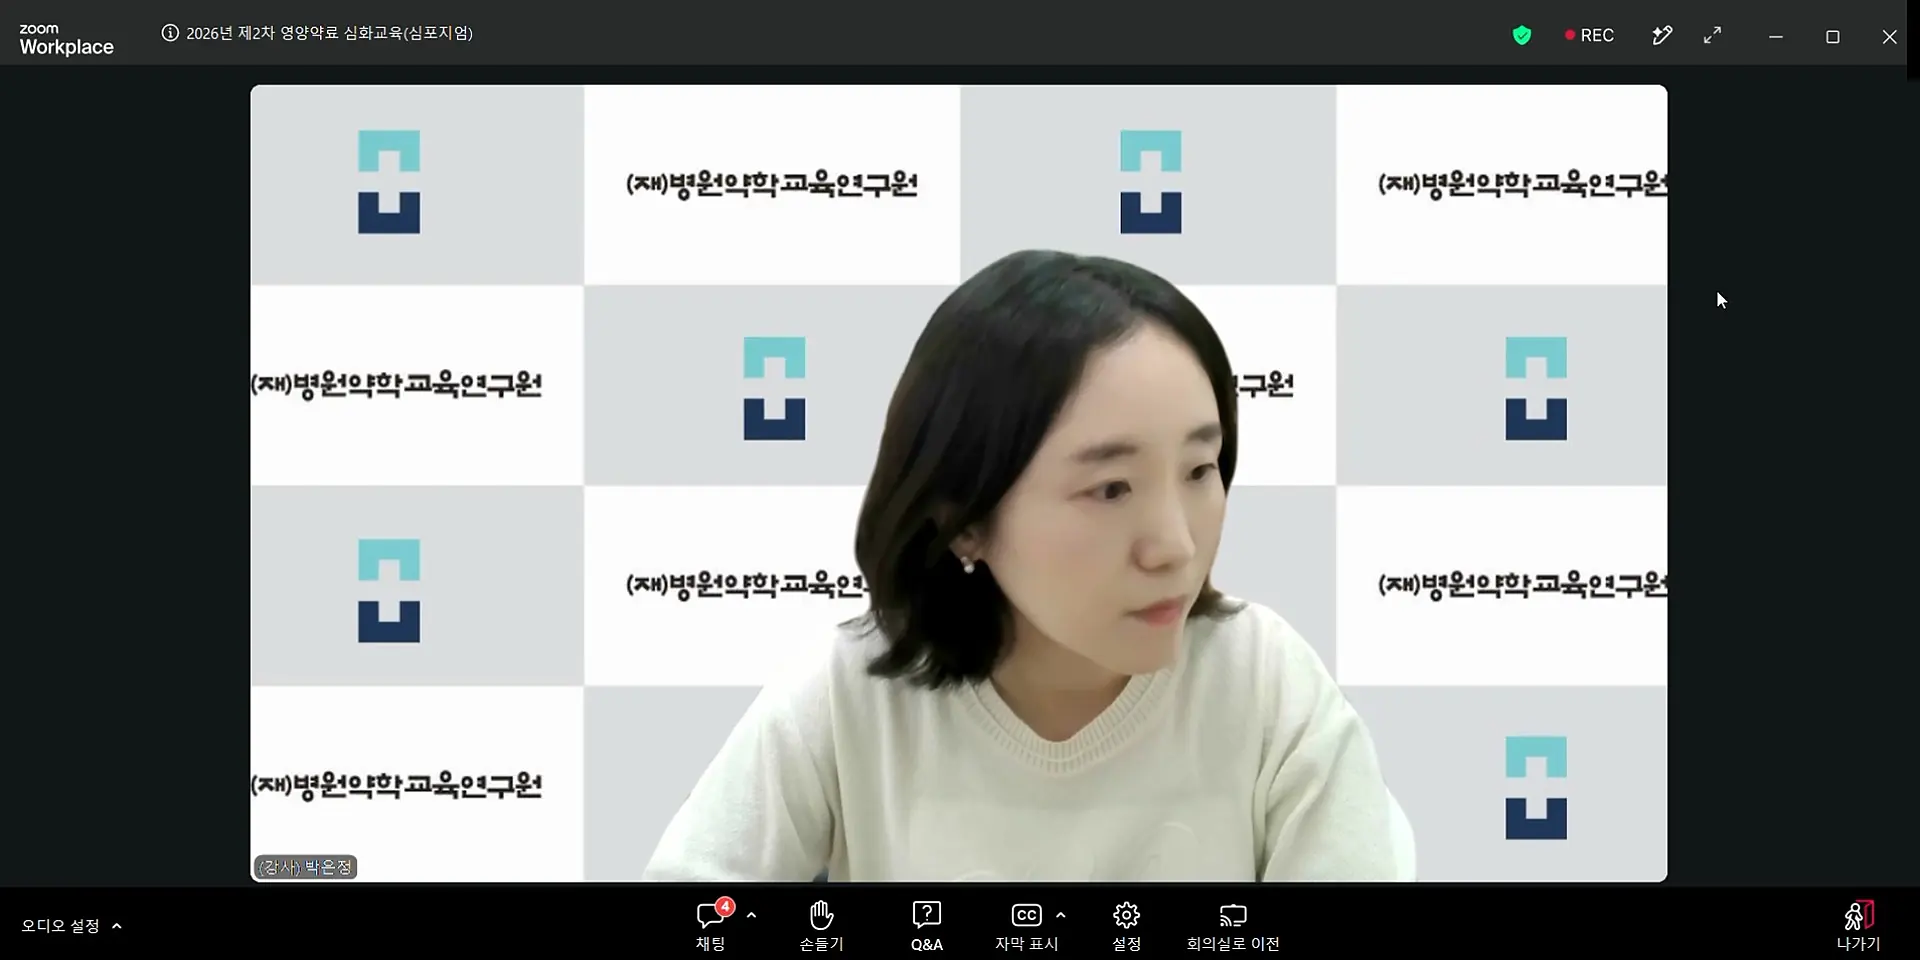 zoom
Workplace
2026년 제2차 영양약료 심화교육(심포지엄)
REC
(재)병원약학교육연구원
(재)병원약학교육연구원
(재)병원약학교육연구원
구원
(재)병원약학교육연
(재)병원약학교육연구원
(재)병원약학교육연구원
(강사) 박은정
오디오 설정
4
채팅
손들기
Q&A
CC
자막 표시
설정
회의실로 이전
나가기